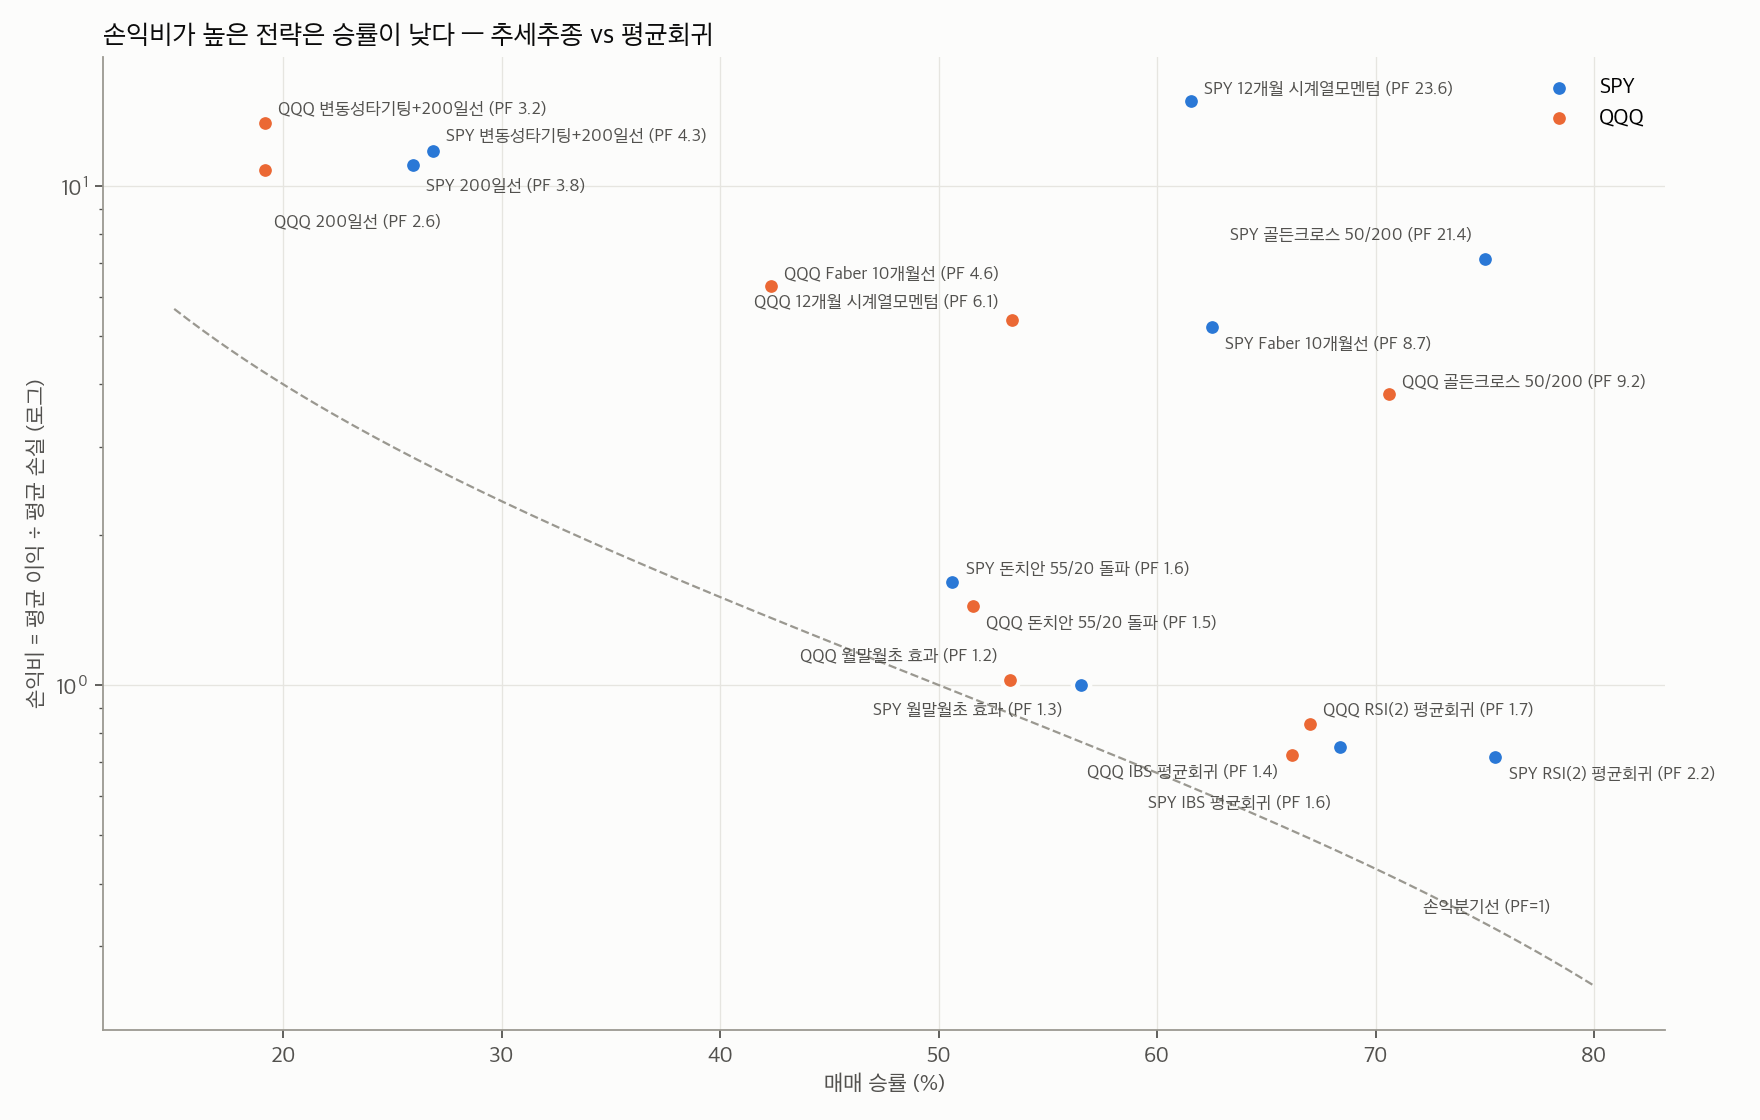 손익비가 높은 전략은 승률이 낮다 — 추세추종 vs 평균회귀
SPY
QQQ
SPY 12개월 시계열모멘텀 (PF 23.6)
QQQ 변동성타기팅+200일선 (PF 3.2)
SPY 변동성타기팅+200일선 (PF 4.3)
SPY 200일선 (PF 3.8)
QQQ 200일선 (PF 2.6)
SPY 골든크로스 50/200 (PF 21.4)
QQQ Faber 10개월선 (PF 4.6)
QQQ 12개월 시계열모멘텀 (PF 6.1)
SPY Faber 10개월선 (PF 8.7)
QQQ 골든크로스 50/200 (PF 9.2)
SPY 돈치안 55/20 돌파 (PF 1.6)
QQQ 돈치안 55/20 돌파 (PF 1.5)
QQQ 월말월초 효과 (PF 1.2)
SPY 월말월초 효과 (PF 1.3)
QQQ RSI(2) 평균회귀 (PF 1.7)
QQQ IBS 평균회귀 (PF 1.4)
SPY RSI(2) 평균회귀 (PF 2.2)
SPY IBS 평균회귀 (PF 1.6)
손익분기선 (PF=1)
손익비 = 평균 이익 ÷ 평균 손실 (로그)
10¹
10⁰
20 30 40 50 60 70 80
매매 승률 (%)